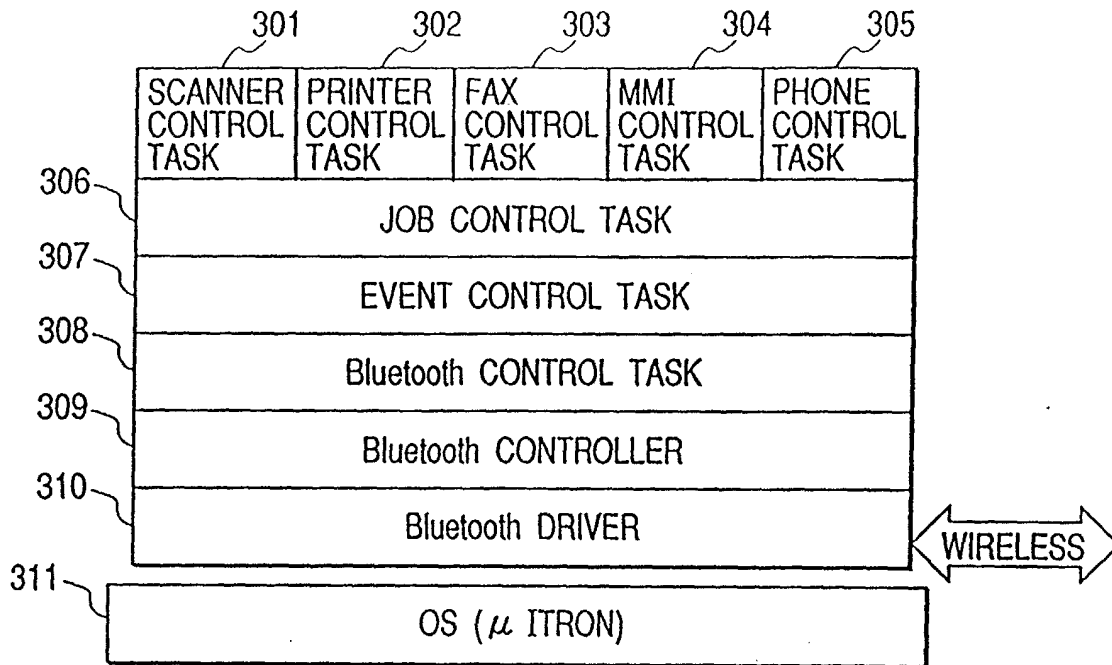 301 302 303 304 305
SCANNER CONTROL TASK
PRINTER CONTROL TASK
FAX CONTROL TASK
MMI CONTROL TASK
PHONE CONTROL TASK
306
JOB CONTROL TASK
307
EVENT CONTROL TASK
308
Bluetooth CONTROL TASK
309
Bluetooth CONTROLLER
310
Bluetooth DRIVER
WIRELESS
311
OS (μ ITRON)